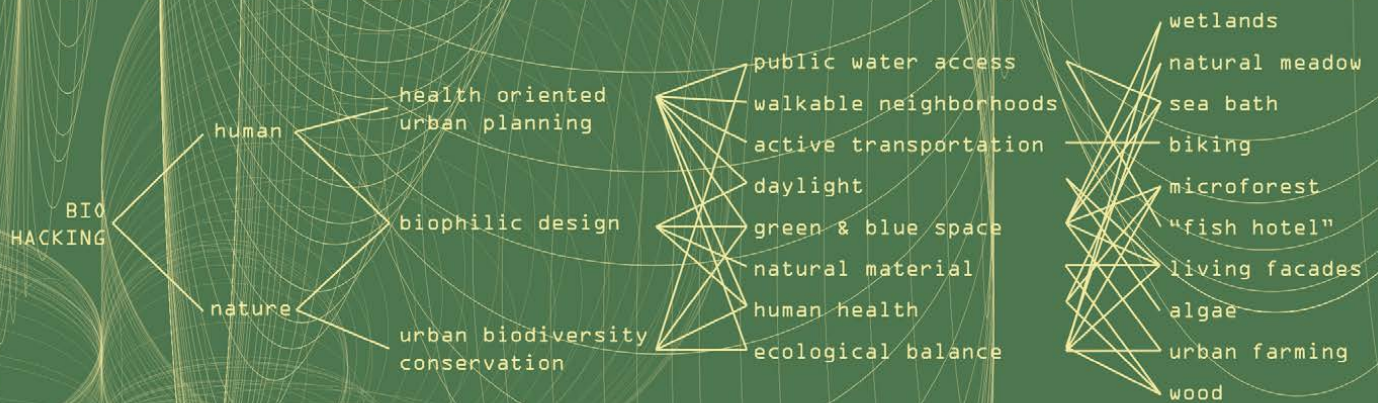 BIO
HACKING
human
nature
health oriented
urban planning
biophilic design
urban biodiversity
conservation
public water access
walkable neighborhoods
active transportation
daylight
green & blue space
natural material
human health
ecological balance
wetlands
natural meadow
sea bath
biking
microforest
“fish hotel”
living facades
algae
urban farming
wood